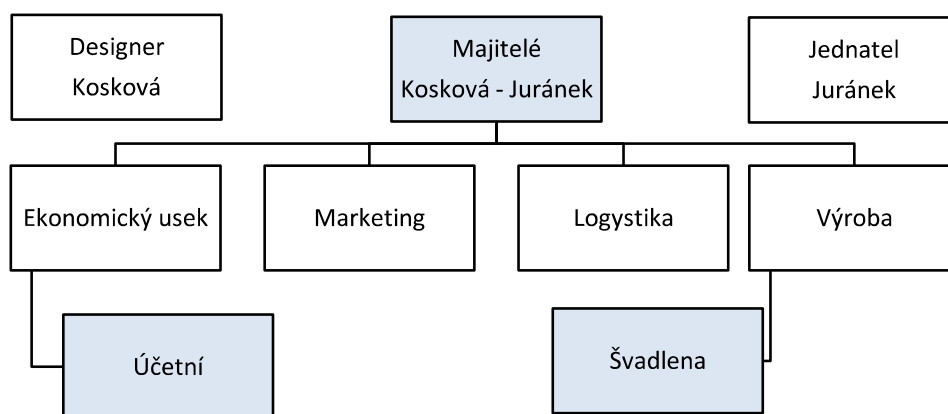 Designer
Kosková
Majitelé
Kosková - Juránek
Jednatel
Juránek
Ekonomický usek
Marketing
Logystika
Výroba
Účetní
Švadlena